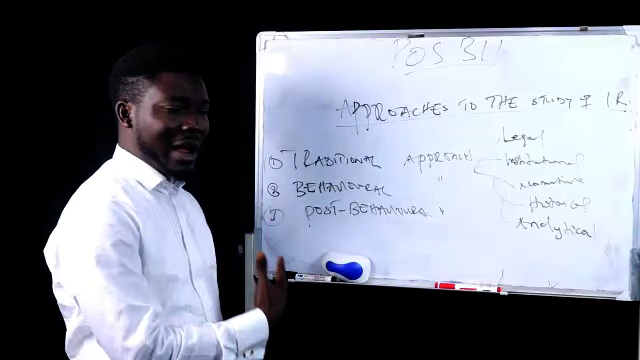 POS 311
APPROACHES TO THE STUDY OF IR
① TRADITIONAL APPROACH
Legal
Institutional
Normative
Historical
Analytical
② BEHAVIOURAL "
③ POST-BEHAVIOURAL "